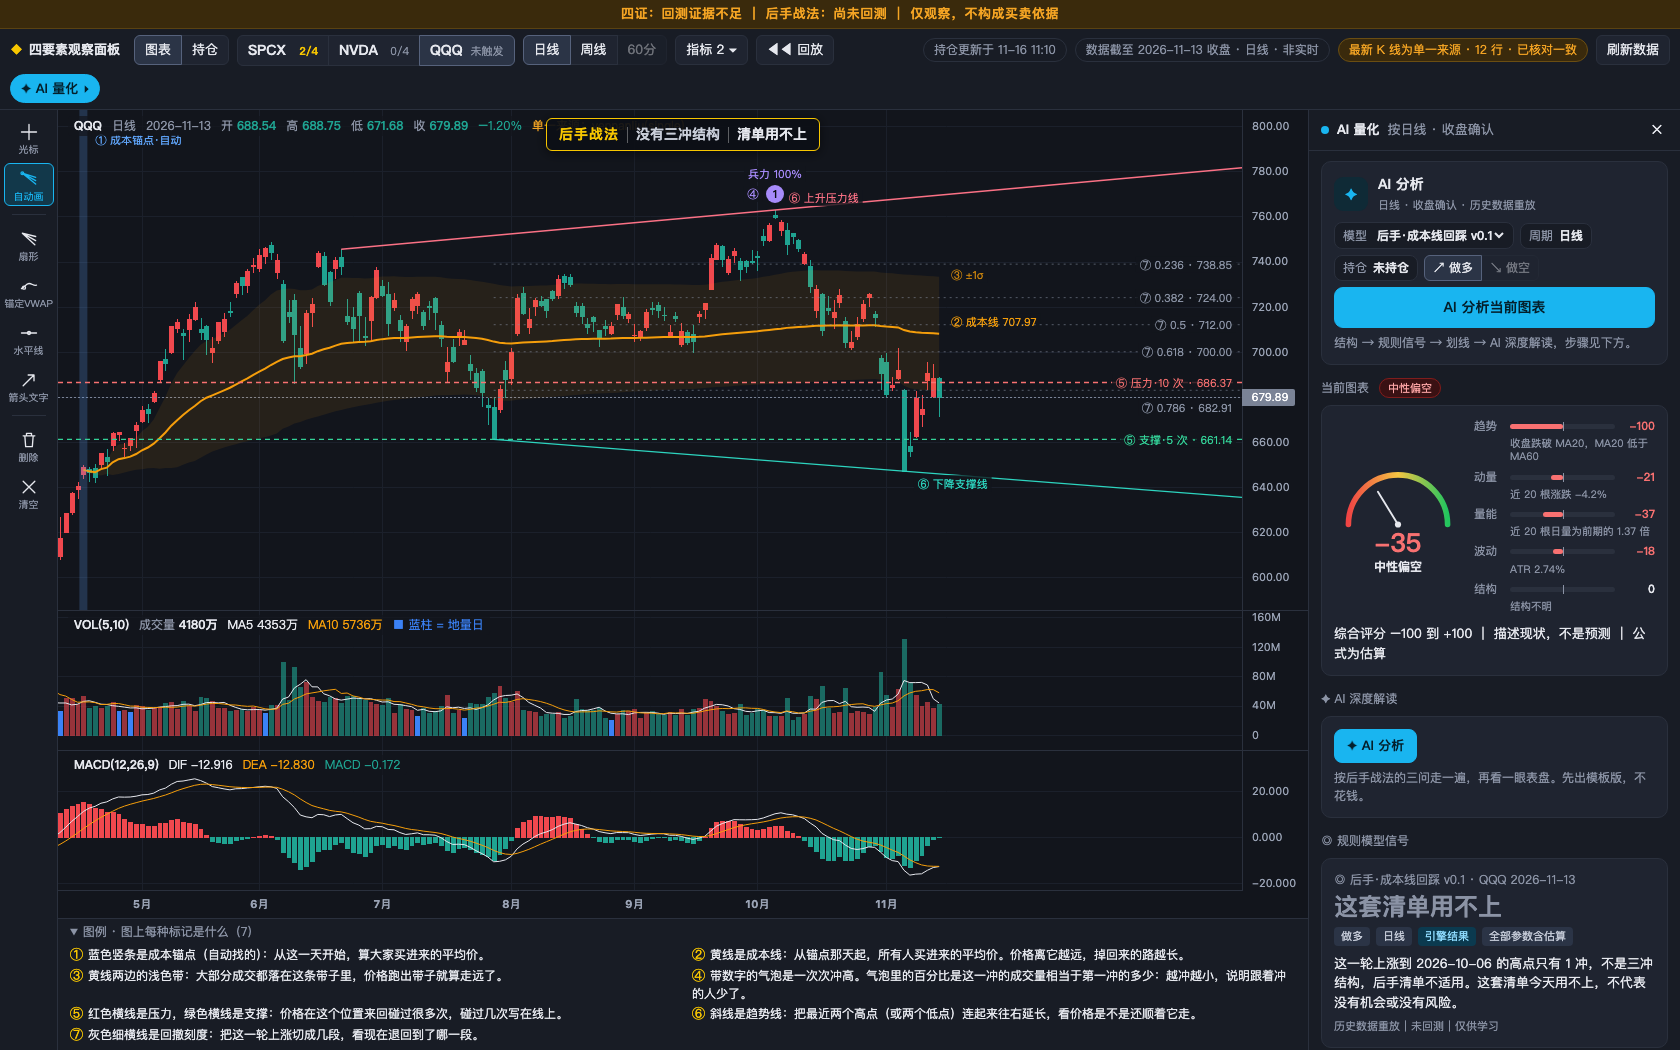 四证：回测证据不足 ｜ 后手战法：尚未回测 ｜ 仅观察，不构成买卖依据
四要素观察面板 图表 持仓 SPCX 2/4 NVDA 0/4 QQQ 未触发 日线 周线 60分 指标 2 回放 持仓更新于 11-16 11:10 数据截至 2026-11-13 收盘 · 日线 · 非实时 最新 K 线为单一来源 · 12 行 · 已核对一致 刷新数据
AI 量化
QQQ 日线 2026-11-13 开 688.54 高 688.75 低 671.68 收 679.89 −1.20% 单一
① 成本锚点·自动
后手战法 没有三冲结构 清单用不上
光标
自动画
扇形
锚定VWAP
水平线
箭头文字
删除
清空
兵力 100%
④ 1 ⑥ 上升压力线
⑦ 0.236 · 738.85
③ ±1σ
⑦ 0.382 · 724.00
② 成本线 707.97
⑦ 0.5 · 712.00
⑦ 0.618 · 700.00
⑤ 压力·10 次 · 686.37
⑦ 0.786 · 682.91
⑤ 支撑·5 次 · 661.14
⑥ 下降支撑线
800.00
780.00
760.00
740.00
720.00
700.00
679.89
660.00
640.00
620.00
600.00
VOL(5,10) 成交量 4180万 MA5 4353万 MA10 5736万 蓝柱 = 地量日
160M
120M
80M
40M
0
MACD(12,26,9) DIF −12.916 DEA −12.830 MACD −0.172
20.000
0.000
−20.000
5月 6月 7月 8月 9月 10月 11月
▼ 图例 · 图上每种标记是什么（7）
① 蓝色竖条是成本锚点（自动找的）：从这一天开始，算大家买进来的平均价。
② 黄线是成本线：从锚点那天起，所有人买进来的平均价。价格离它越远，掉回来的路越长。
③ 黄线两边的浅色带：大部分成交都落在这条带子里，价格跑出带子就算走远了。
④ 带数字的气泡是一次次冲高。气泡里的百分比是这一冲的成交量相当于第一冲的多少：越冲越小，说明跟着冲
的人少了。
⑤ 红色横线是压力，绿色横线是支撑：价格在这个位置来回碰过很多次，碰过几次写在线上。
⑥ 斜线是趋势线：把最近两个高点（或两个低点）连起来往右延长，看价格是不是还顺着它走。
⑦ 灰色细横线是回撤刻度：把这一轮上涨切成几段，看现在退回到了哪一段。
AI 量化 按日线 · 收盘确认
AI 分析
日线 · 收盘确认 · 历史数据重放
模型 后手·成本线回踩 v0.1 周期 日线
持仓 未持仓 ↗ 做多 ↘ 做空
AI 分析当前图表
结构 → 规则信号 → 划线 → AI 深度解读，步骤见下方。
当前图表 中性偏空
−35
中性偏空
趋势 −100
收盘跌破 MA20，MA20 低于
MA60
动量 −21
近 20 根涨跌 −4.2%
量能 −37
近 20 根日量为前期的 1.37 倍
波动 −18
ATR 2.74%
结构 0
结构不明
综合评分 −100 到 +100 ｜ 描述现状，不是预测 ｜ 公
式为估算
AI 深度解读
AI 分析
按后手战法的三问走一遍，再看一眼表盘。先出模板版，不
花钱。
◎ 规则模型信号
◎ 后手·成本线回踩 v0.1 · QQQ 2026-11-13
这套清单用不上
做多 日线 引擎结果 全部参数含估算
这一轮上涨到 2026-10-06 的高点只有 1 冲，不是三冲
结构，后手清单不适用。这套清单今天用不上，不代表
没有机会或没有风险。
历史数据重放 | 未回测 | 仅供学习